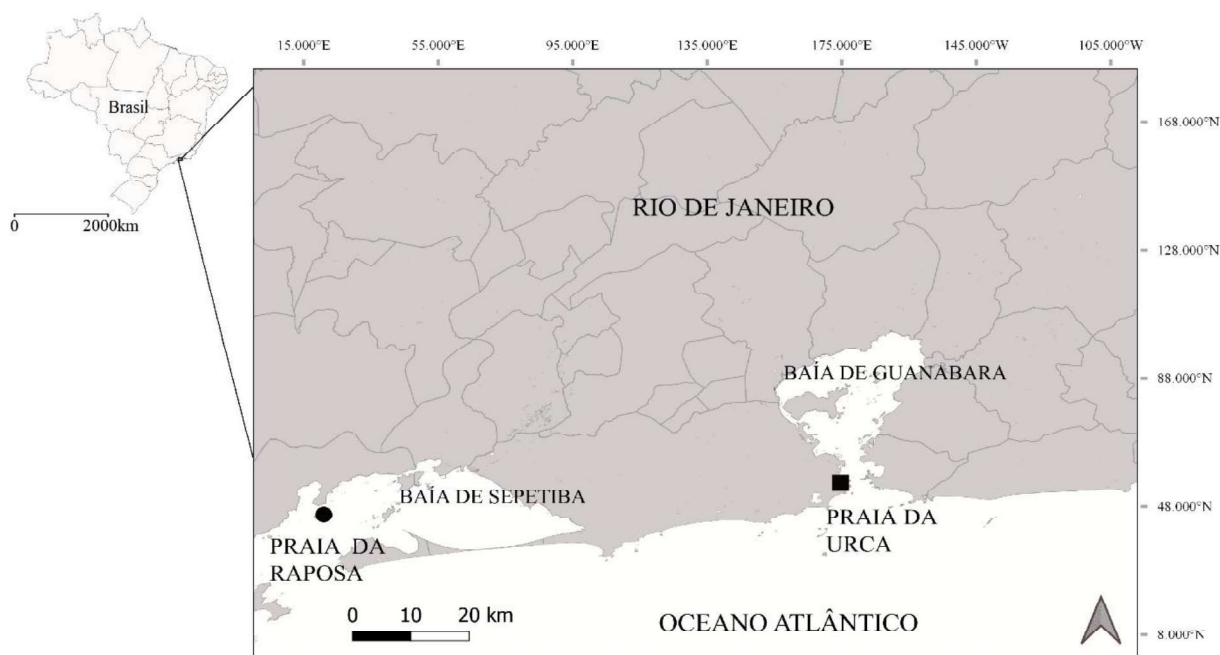 15.000°E 55.000°E 95.000°E 135.000°E 175.000°E 145.000°W 105.000°W
Brasil
0 2000km
168.000°N
RIO DE JANEIRO
128.000°N
BAÍA DE GUANABARA
88.000°N
BAÍA DE SEPETIBA
48.000°N
PRAIA DA
URCA
PRAIA DA
RAPOSA
0 10 20 km
OCEANO ATLÂNTICO
8.000°N